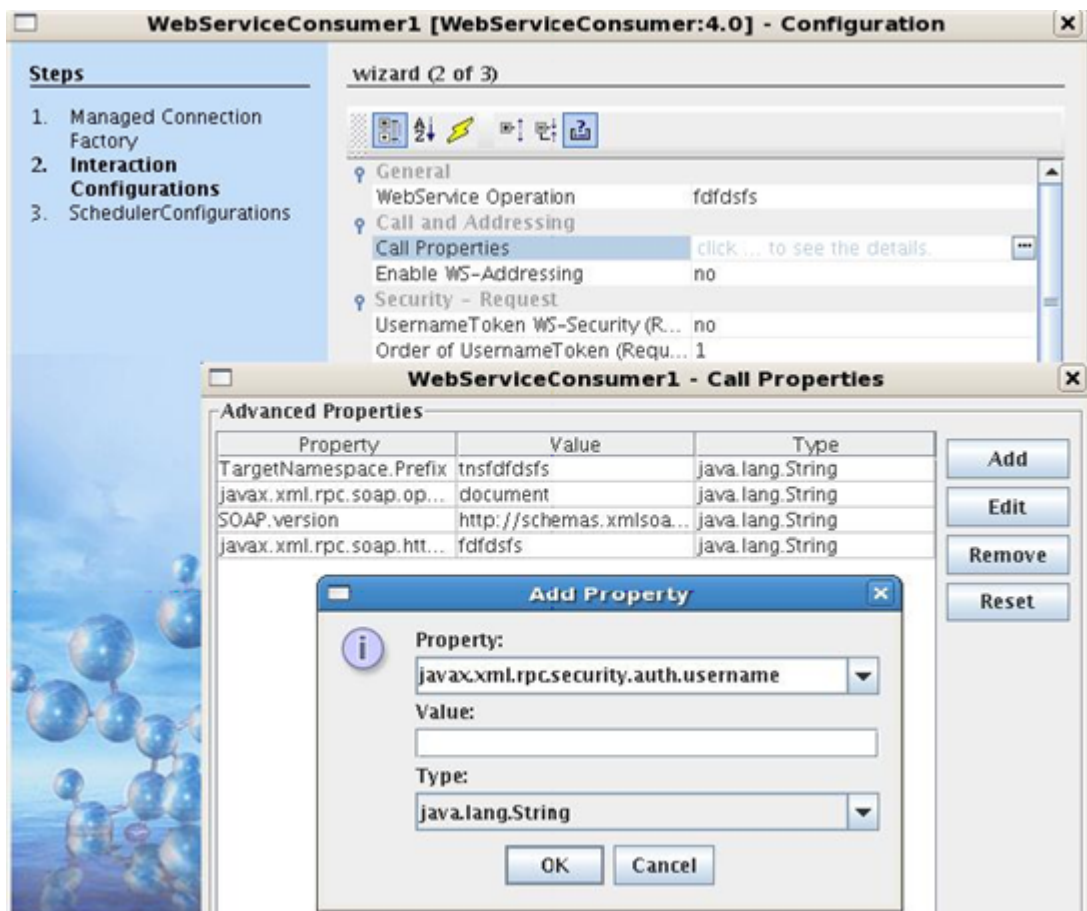 WebServiceConsumer1 [WebServiceConsumer:4.0] - Configuration
Steps
1. Managed Connection
Factory
2. Interaction
Configurations
3. SchedulerConfigurations
wizard (2 of 3)
General
WebService Operation fdfdsfs
Call and Addressing
Call Properties click ... to see the details. ...
Enable WS-Addressing no
Security - Request
UsernameToken WS-Security (R... no
Order of UsernameToken (Requ... 1
WebServiceConsumer1 - Call Properties
Advanced Properties
Property Value Type
TargetNamespace.Prefix tnsfdfdsfs java.lang.String
javax.xml.rpc.soap.op... document java.lang.String
SOAP.version http://schemas.xmlsoa... java.lang.String
javax.xml.rpc.soap.htt... fdfdsfs java.lang.String
Add
Edit
Remove
Reset
Add Property
Property:
javax.xml.rpc.security.auth.username
Value:
Type:
java.lang.String
OK Cancel